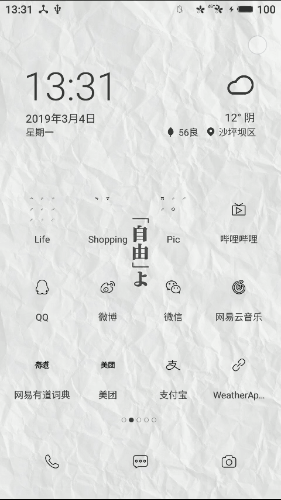 13:31 100
13:31
2019年3月4日 12° 阴
星期一 56良 沙坪坝区
「自由」よ
Life Shopping Pic 哔哩哔哩
QQ 微博 微信 网易云音乐
有道 美团 支
网易有道词典 美团 支付宝 WeatherAp...